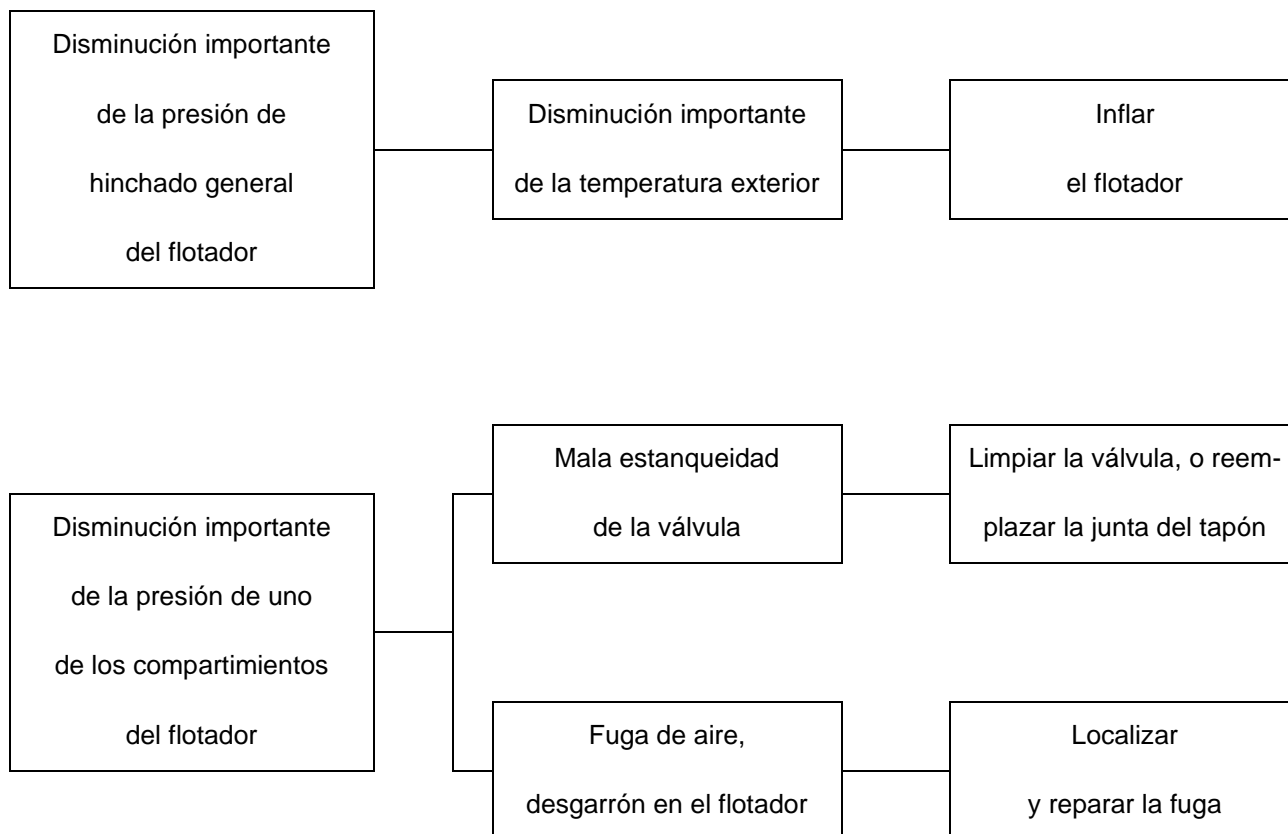 Disminución importante
de la presión de
hinchado general
del flotador
Disminución importante
de la temperatura exterior
Inflar
el flotador
Disminución importante
de la presión de uno
de los compartimientos
del flotador
Mala estanqueidad
de la válvula
Limpiar la válvula, o reem-
plazar la junta del tapón
Fuga de aire,
desgarrón en el flotador
Localizar
y reparar la fuga